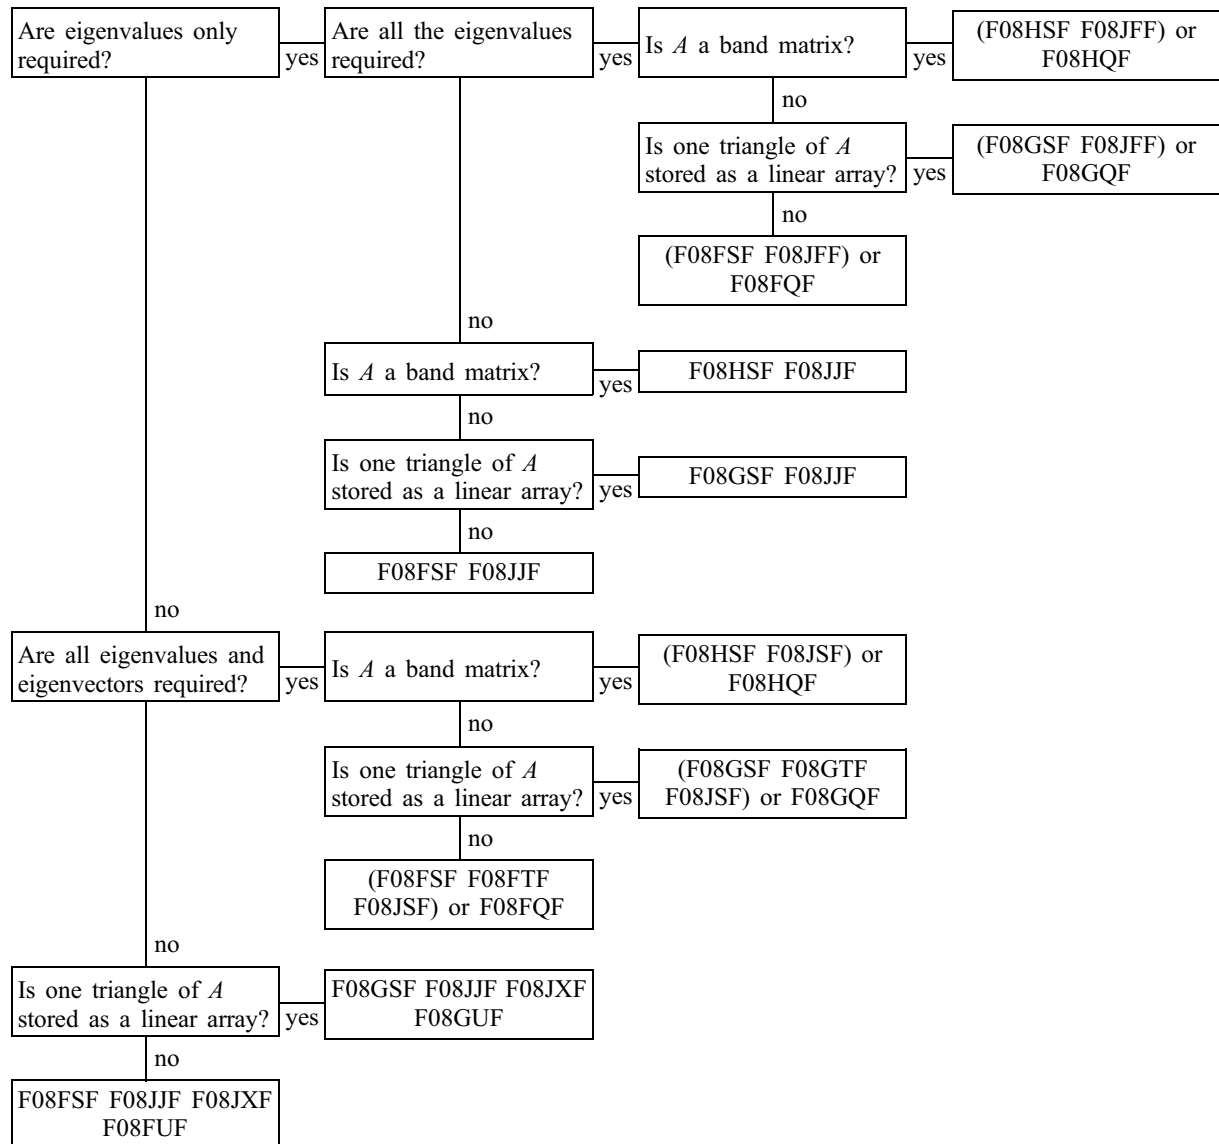 Are eigenvalues only
required?
yes
Are all the eigenvalues
required?
yes
Is A a band matrix?
yes
(F08HSF F08JFF) or
F08HQF
no
Is one triangle of A
stored as a linear array?
yes
(F08GSF F08JFF) or
F08GQF
no
(F08FSF F08JFF) or
F08FQF
no
Is A a band matrix?
yes
F08HSF F08JJF
no
Is one triangle of A
stored as a linear array?
yes
F08GSF F08JJF
no
F08FSF F08JJF
no
Are all eigenvalues and
eigenvectors required?
yes
Is A a band matrix?
yes
(F08HSF F08JSF) or
F08HQF
no
Is one triangle of A
stored as a linear array?
yes
(F08GSF F08GTF
F08JSF) or F08GQF
no
(F08FSF F08FTF
F08JSF) or F08FQF
no
Is one triangle of A
stored as a linear array?
yes
F08GSF F08JJF F08JXF
F08GUF
no
F08FSF F08JJF F08JXF
F08FUF